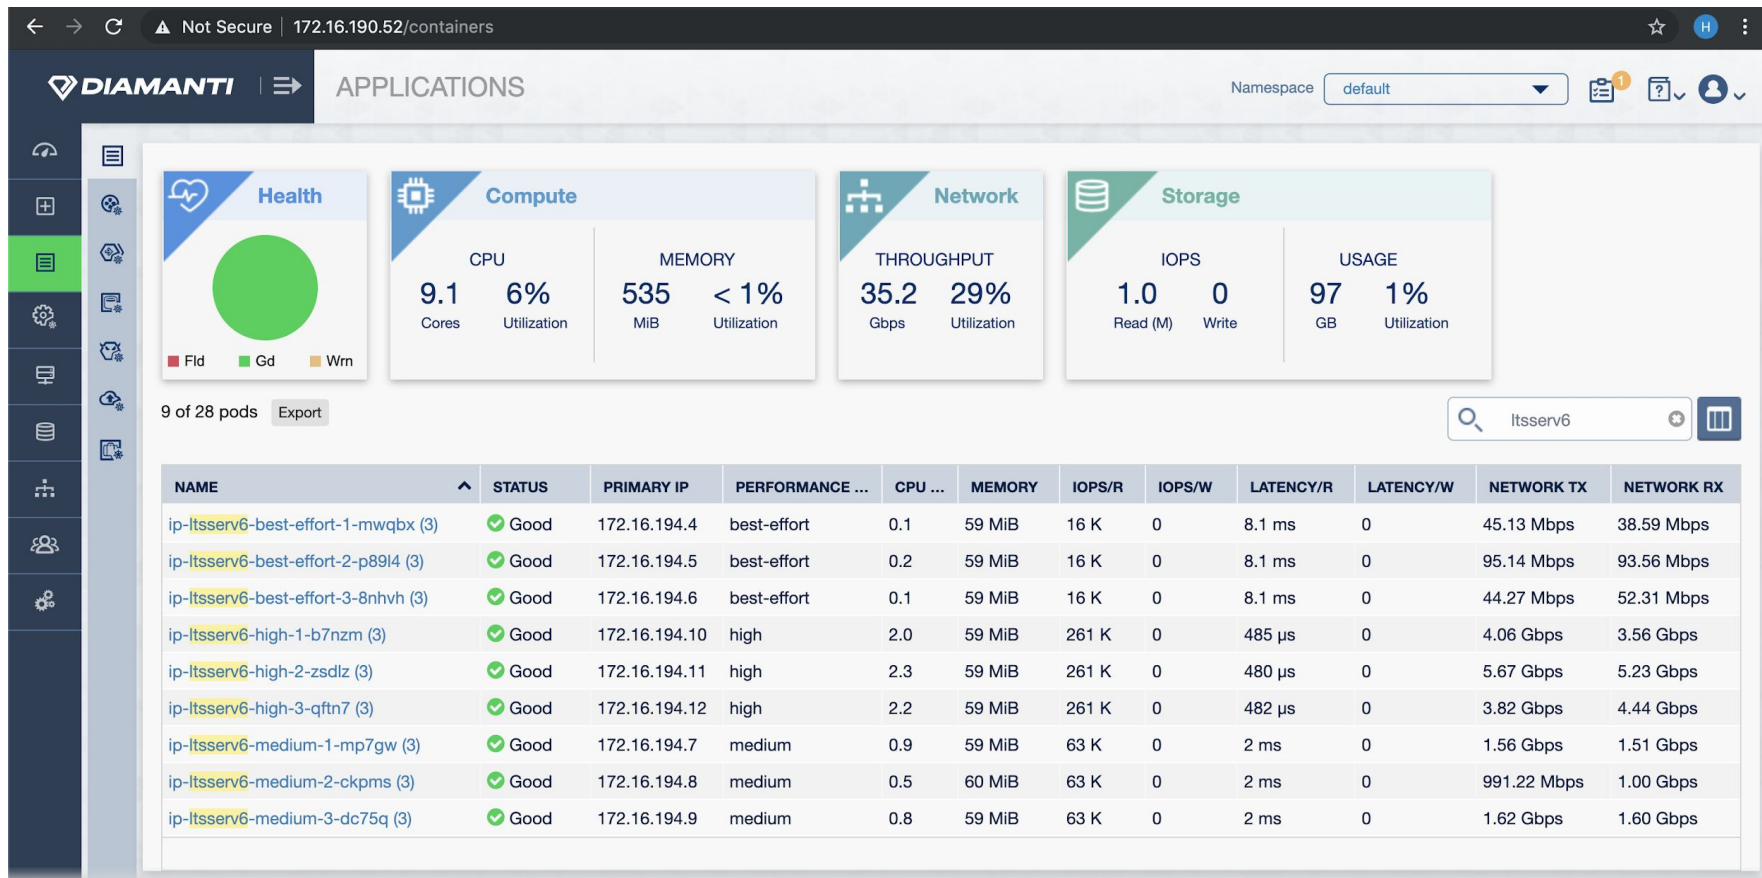 Not Secure | 172.16.190.52/containers
H
DIAMANTI
APPLICATIONS
Namespace default 1 ?
Health
Fld Gd Wrn
Compute
CPU MEMORY
9.1 6% 535 < 1%
Cores Utilization MiB Utilization
Network
THROUGHPUT
35.2 29%
Gbps Utilization
Storage
IOPS USAGE
1.0 0 97 1%
Read (M) Write GB Utilization
9 of 28 pods Export
ltsserv6
NAME STATUS PRIMARY IP PERFORMANCE ... CPU ... MEMORY IOPS/R IOPS/W LATENCY/R LATENCY/W NETWORK TX NETWORK RX
ip-ltsserv6-best-effort-1-mwqbx (3) Good 172.16.194.4 best-effort 0.1 59 MiB 16 K 0 8.1 ms 0 45.13 Mbps 38.59 Mbps
ip-ltsserv6-best-effort-2-p89l4 (3) Good 172.16.194.5 best-effort 0.2 59 MiB 16 K 0 8.1 ms 0 95.14 Mbps 93.56 Mbps
ip-ltsserv6-best-effort-3-8nhvh (3) Good 172.16.194.6 best-effort 0.1 59 MiB 16 K 0 8.1 ms 0 44.27 Mbps 52.31 Mbps
ip-ltsserv6-high-1-b7nzm (3) Good 172.16.194.10 high 2.0 59 MiB 261 K 0 485 µs 0 4.06 Gbps 3.56 Gbps
ip-ltsserv6-high-2-zsdlz (3) Good 172.16.194.11 high 2.3 59 MiB 261 K 0 480 µs 0 5.67 Gbps 5.23 Gbps
ip-ltsserv6-high-3-qftn7 (3) Good 172.16.194.12 high 2.2 59 MiB 261 K 0 482 µs 0 3.82 Gbps 4.44 Gbps
ip-ltsserv6-medium-1-mp7gw (3) Good 172.16.194.7 medium 0.9 59 MiB 63 K 0 2 ms 0 1.56 Gbps 1.51 Gbps
ip-ltsserv6-medium-2-ckpms (3) Good 172.16.194.8 medium 0.5 60 MiB 63 K 0 2 ms 0 991.22 Mbps 1.00 Gbps
ip-ltsserv6-medium-3-dc75q (3) Good 172.16.194.9 medium 0.8 59 MiB 63 K 0 2 ms 0 1.62 Gbps 1.60 Gbps